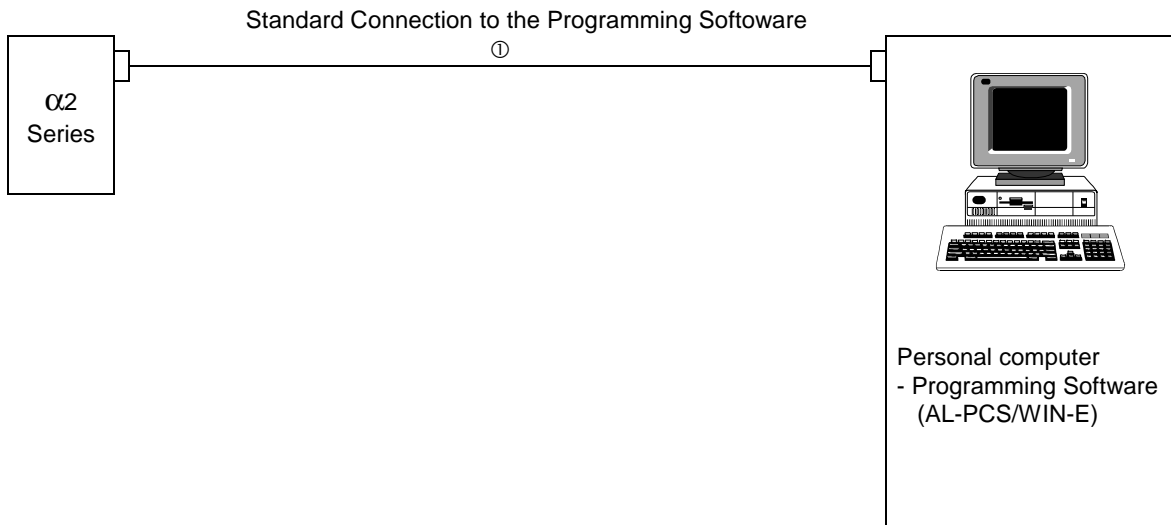 Standard Connection to the Programming Softoware
①
α2
Series
Personal computer
- Programming Software
(AL-PCS/WIN-E)